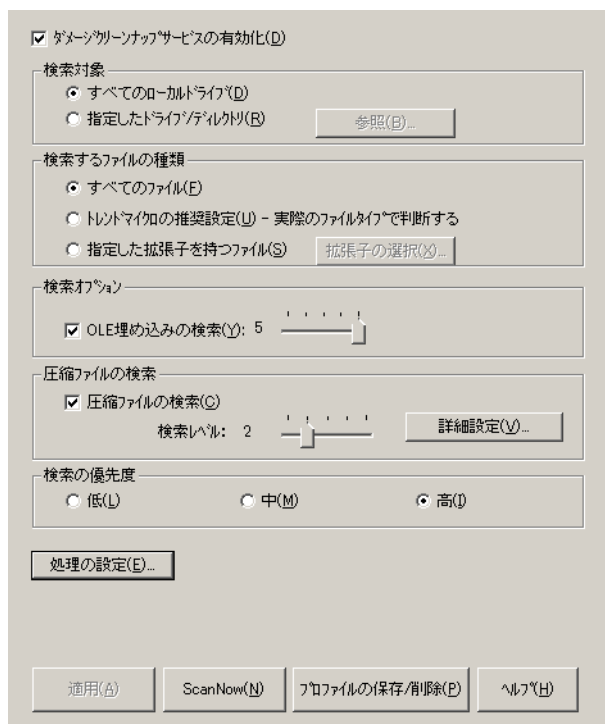 ダメージクリーンナップサービスの有効化(D)
検索対象
すべてのローカルドライブ(D)
指定したドライブ/ディレクトリ(R)
参照(B)...
検索するファイルの種類
すべてのファイル(F)
トレンドマイクロの推奨設定(U) - 実際のファイルタイプで判断する
指定した拡張子を持つファイル(S)
拡張子の選択(X)...
検索オプション
OLE埋め込みの検索(Y): 5
圧縮ファイルの検索
圧縮ファイルの検索(C)
検索レベル: 2
詳細設定(V)...
検索の優先度
低(L) 中(M) 高(I)
処理の設定(E)...
適用(A) ScanNow(N) プロファイルの保存/削除(P) ヘルプ(H)